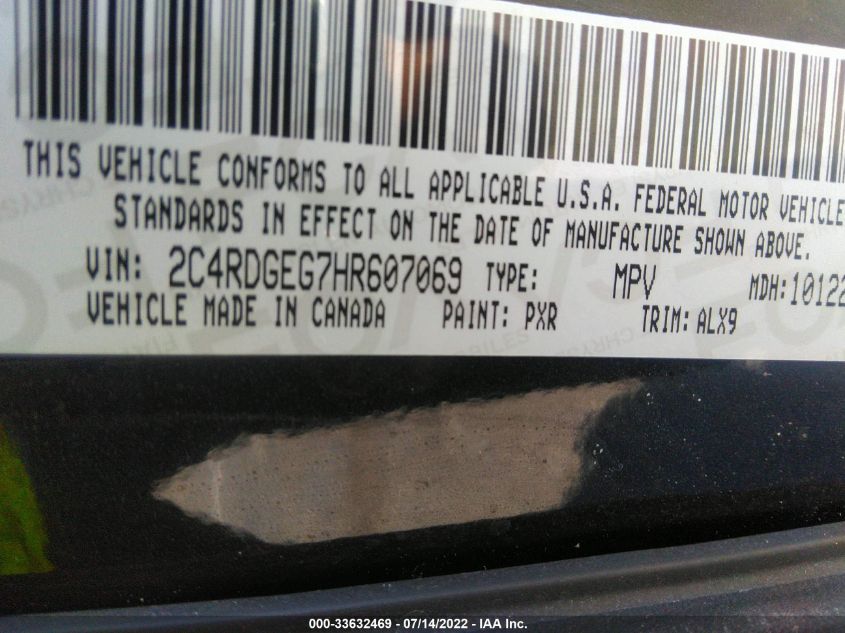 THIS VEHICLE CONFORMS TO ALL APPLICABLE U.S.A. FEDERAL MOTOR VEHICLE
STANDARDS IN EFFECT ON THE DATE OF MANUFACTURE SHOWN ABOVE.
VIN: 2C4RDGEG7HR607069 TYPE: MPV MDH:10122
VEHICLE MADE IN CANADA PAINT: PXR TRIM: ALX9
000-33632469 - 07/14/2022 - IAA Inc.